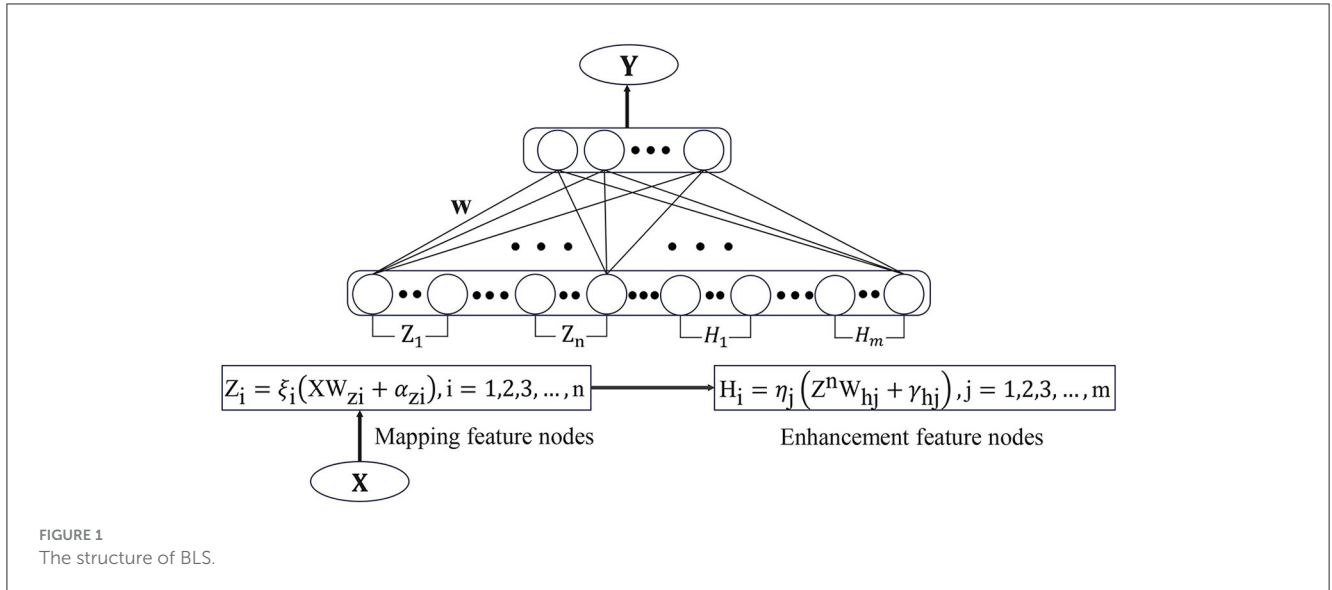 Y
w
Z₁ Zₙ H₁ Hₘ
Zᵢ = ξᵢ(XW_zi + α_zi), i = 1,2,3, ..., n
Hᵢ = ηⱼ(ZⁿW_hj + γ_hj), j = 1,2,3, ..., m
Mapping feature nodes
Enhancement feature nodes
X
FIGURE 1
The structure of BLS.